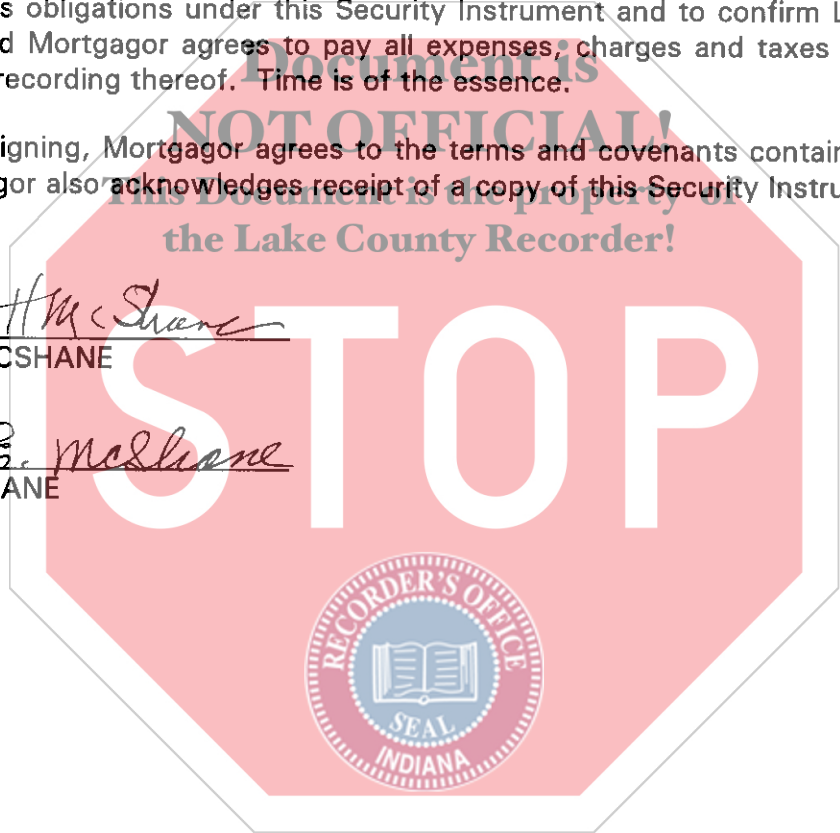 s obligations under this Security Instrument and to confirm L
d Mortgagor agrees to pay all expenses, charges and taxes
recording thereof. Time is of the essence.
Document is
NOT OFFICIAL!
igning, Mortgagor agrees to the terms and covenants contain
gor also acknowledges receipt of a copy of this Security Instru
This Document is the property of
the Lake County Recorder!
H McShane
CSHANE
STOP
B. McShane
ANE
RECORDER'S OFFICE
SEAL
INDIANA